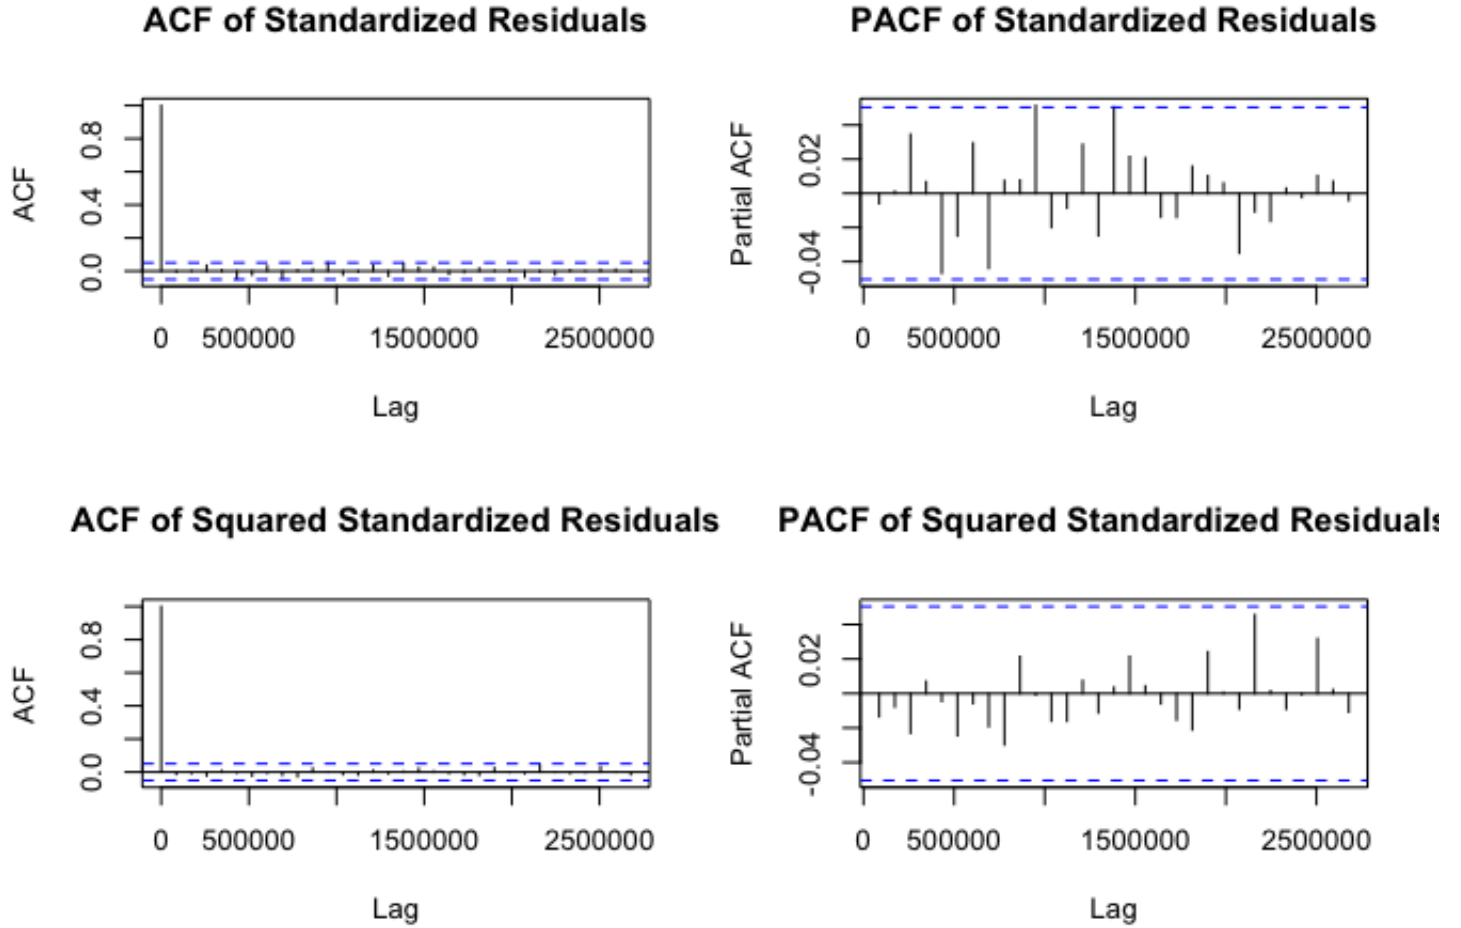 ACF of Standardized Residuals
PACF of Standardized Residuals
ACF
0.0 0.4 0.8
0 500000 1500000 2500000
Lag
Partial ACF
-0.04 0.02
0 500000 1500000 2500000
Lag
ACF of Squared Standardized Residuals
PACF of Squared Standardized Residuals
ACF
0.0 0.4 0.8
0 500000 1500000 2500000
Lag
Partial ACF
-0.04 0.02
0 500000 1500000 2500000
Lag